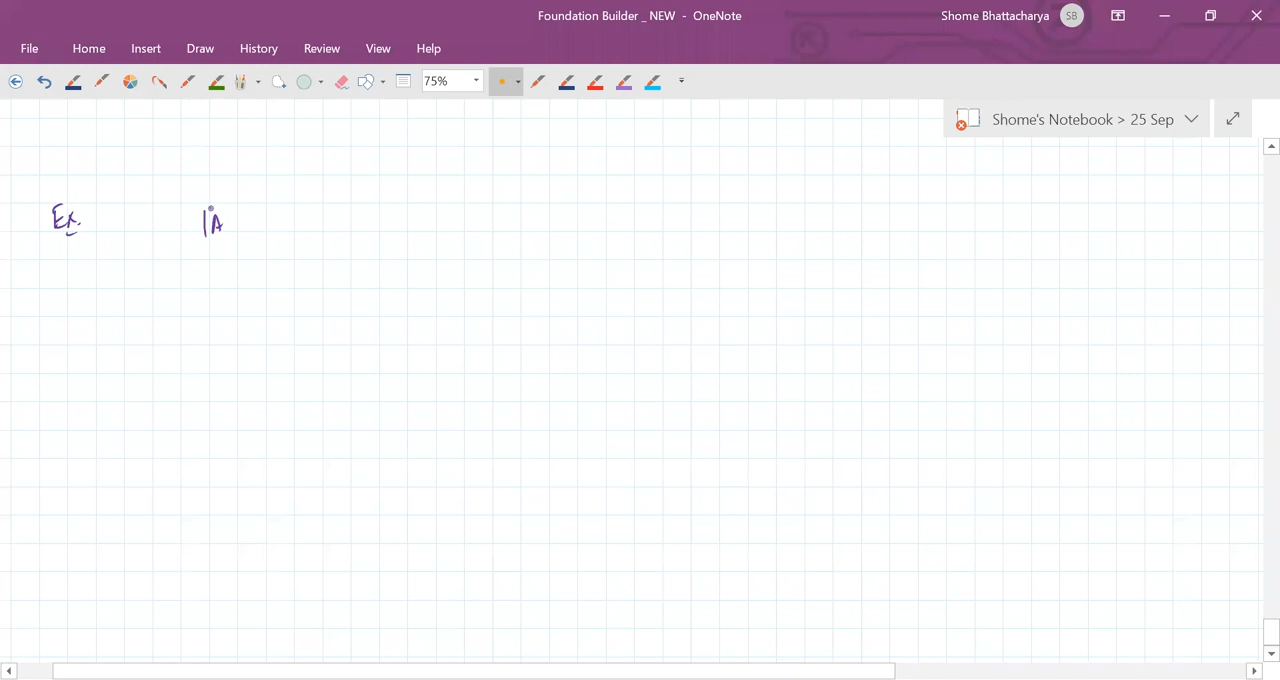 Foundation Builder _ NEW - OneNote
Shome Bhattacharya SB
File Home Insert Draw History Review View Help
75%
Shome's Notebook > 25 Sep
Ex. |A